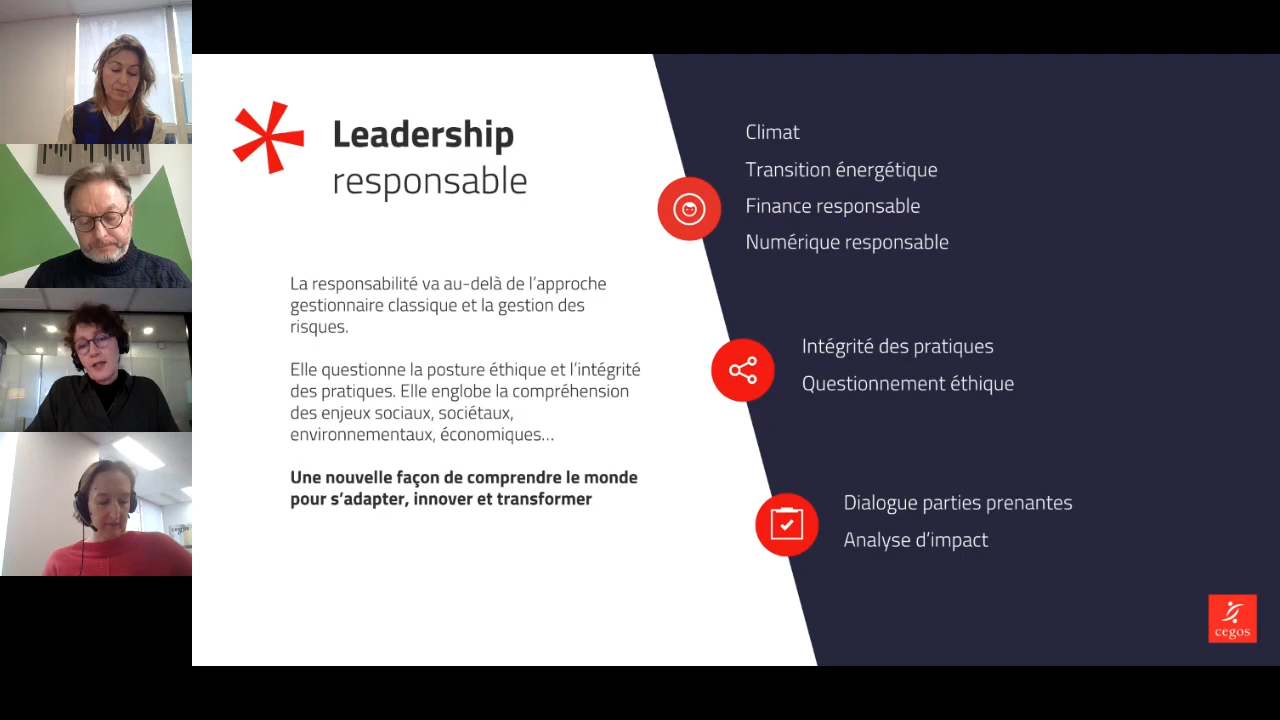 Leadership
responsable
La responsabilité va au-delà de l’approche
gestionnaire classique et la gestion des
risques.
Elle questionne la posture éthique et l’intégrité
des pratiques. Elle englobe la compréhension
des enjeux sociaux, sociétaux,
environnementaux, économiques…
Une nouvelle façon de comprendre le monde
pour s’adapter, innover et transformer
Climat
Transition énergétique
Finance responsable
Numérique responsable
Intégrité des pratiques
Questionnement éthique
Dialogue parties prenantes
Analyse d’impact
cegos
cegos